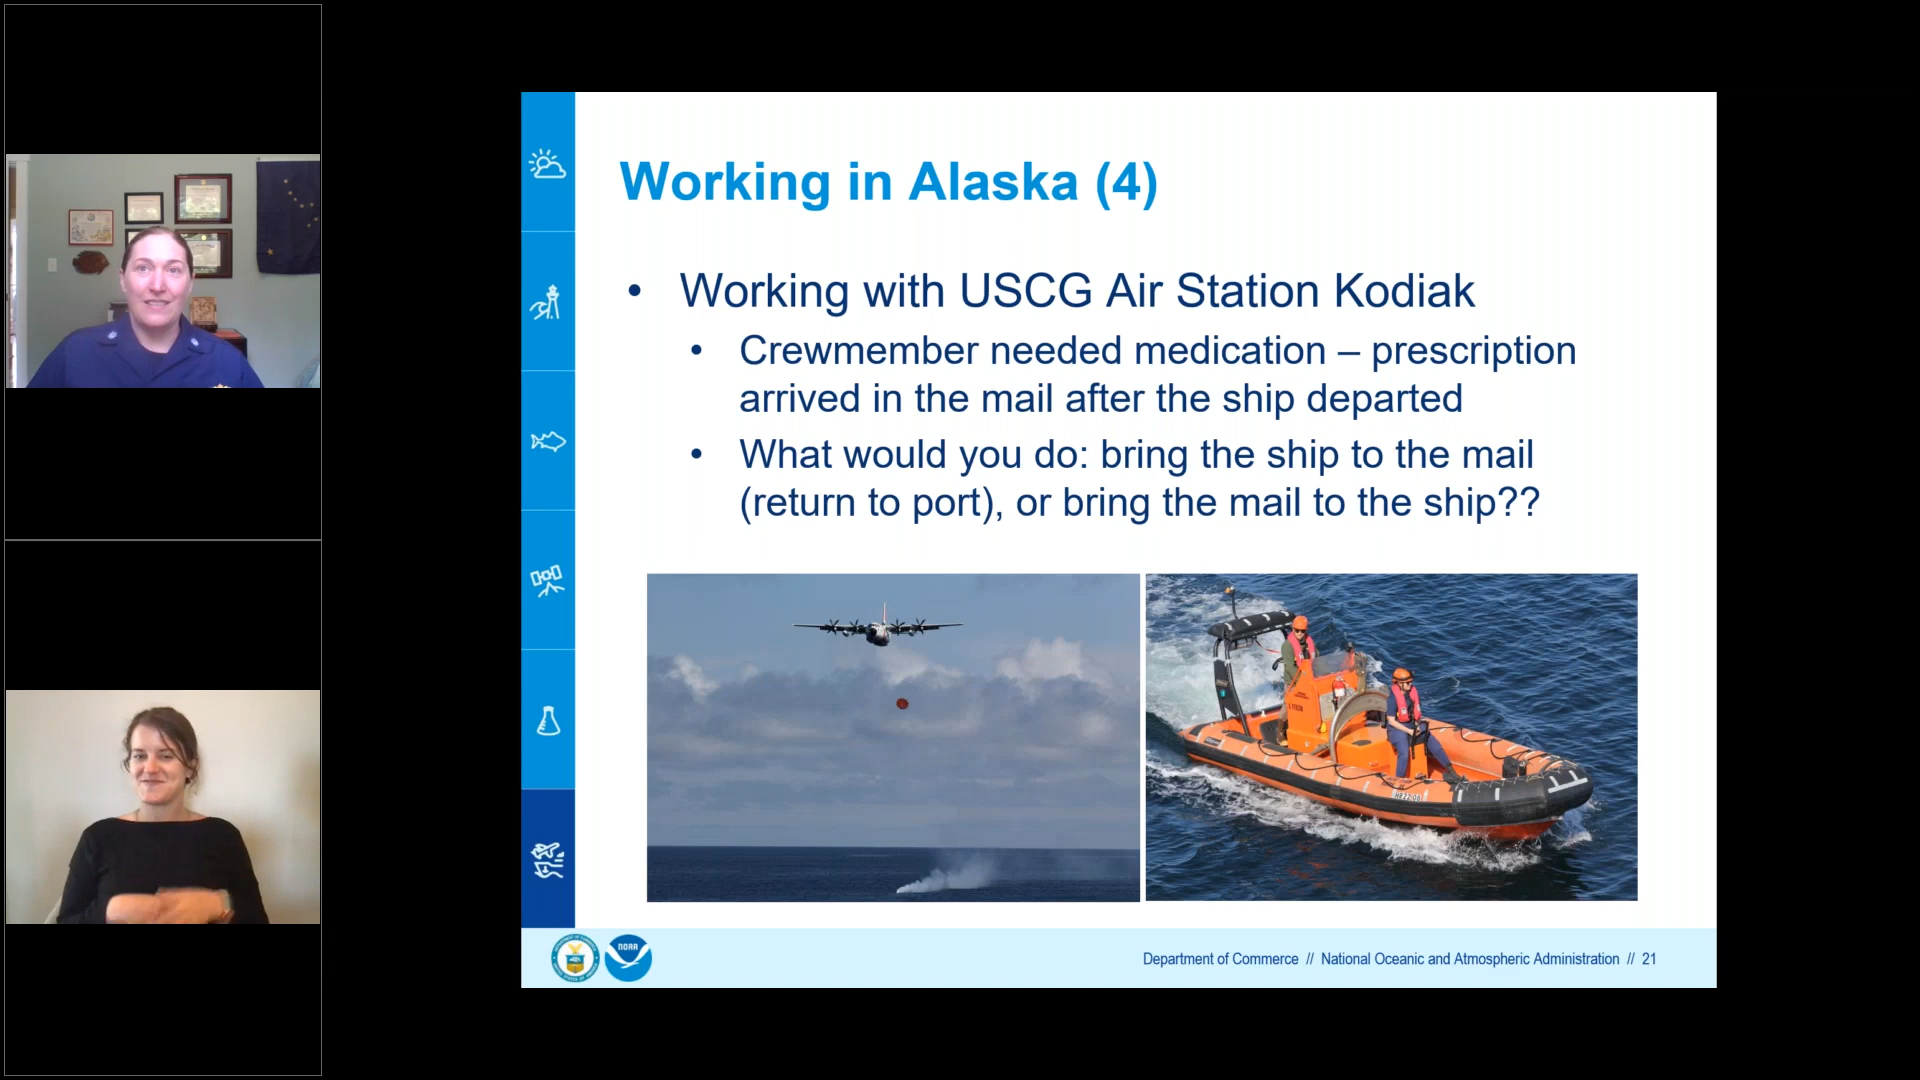 Working in Alaska (4)
• Working with USCG Air Station Kodiak
• Crewmember needed medication – prescription
arrived in the mail after the ship departed
• What would you do: bring the ship to the mail
(return to port), or bring the mail to the ship??
NOAA
Department of Commerce // National Oceanic and Atmospheric Administration // 21